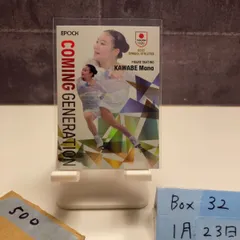 EPOCH
FIGURE SKATING
KAWABE Mana
COMING GENERATION
500
Box 32
1月23日